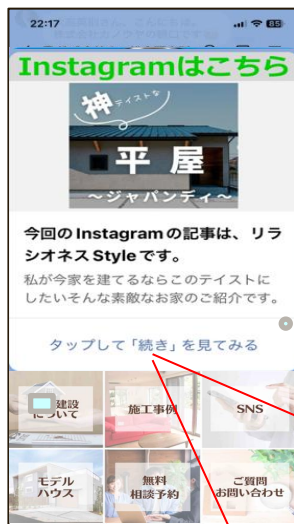 22:17
65
Instagramはこちら
神テイストな
平屋
～ジャパンディ～
今回のInstagramの記事は、リラ
シオネスStyleです。
私が今家を建てるならこのテイストに
したいそんな素敵なお家のご紹介です。
タップして「続き」を見てみる
建設
について
施工事例
SNS
モデル
ハウス
無料
相談予約
ご質問
お問い合わせ